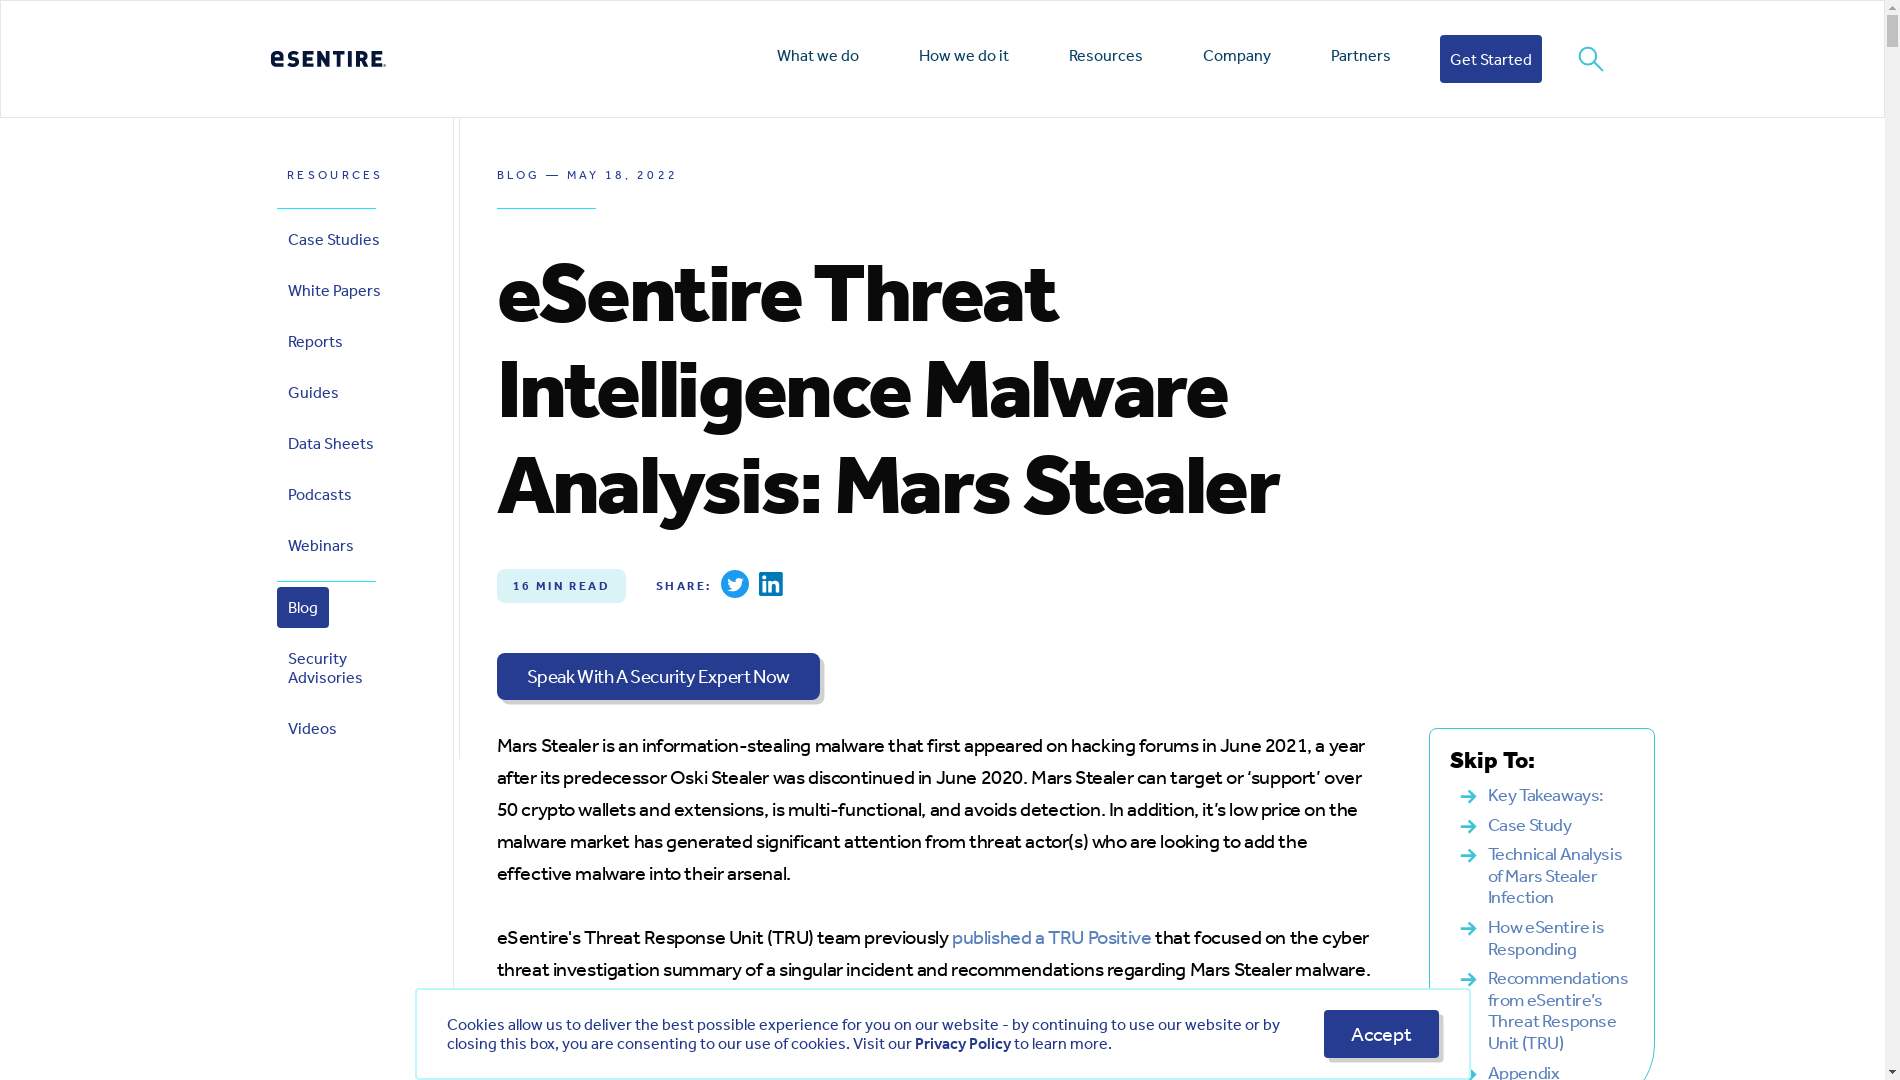 eSENTIRE
What we do
How we do it
Resources
Company
Partners
Get Started
RESOURCES
Case Studies
White Papers
Reports
Guides
Data Sheets
Podcasts
Webinars
Blog
Security
Advisories
Videos
BLOG — MAY 18, 2022
eSentire Threat
Intelligence Malware
Analysis: Mars Stealer
16 MIN READ
SHARE:
Speak With A Security Expert Now
Mars Stealer is an information-stealing malware that first appeared on hacking forums in June 2021, a year
after its predecessor Oski Stealer was discontinued in June 2020. Mars Stealer can target or ‘support’ over
50 crypto wallets and extensions, is multi-functional, and avoids detection. In addition, it’s low price on the
malware market has generated significant attention from threat actor(s) who are looking to add the
effective malware into their arsenal.
eSentire's Threat Response Unit (TRU) team previously published a TRU Positive that focused on the cyber
threat investigation summary of a singular incident and recommendations regarding Mars Stealer malware.
Skip To:
Key Takeaways:
Case Study
Technical Analysis
of Mars Stealer
Infection
How eSentire is
Responding
Recommendations
from eSentire’s
Threat Response
Unit (TRU)
Appendix
Cookies allow us to deliver the best possible experience for you on our website - by continuing to use our website or by
closing this box, you are consenting to our use of cookies. Visit our Privacy Policy to learn more.
Accept